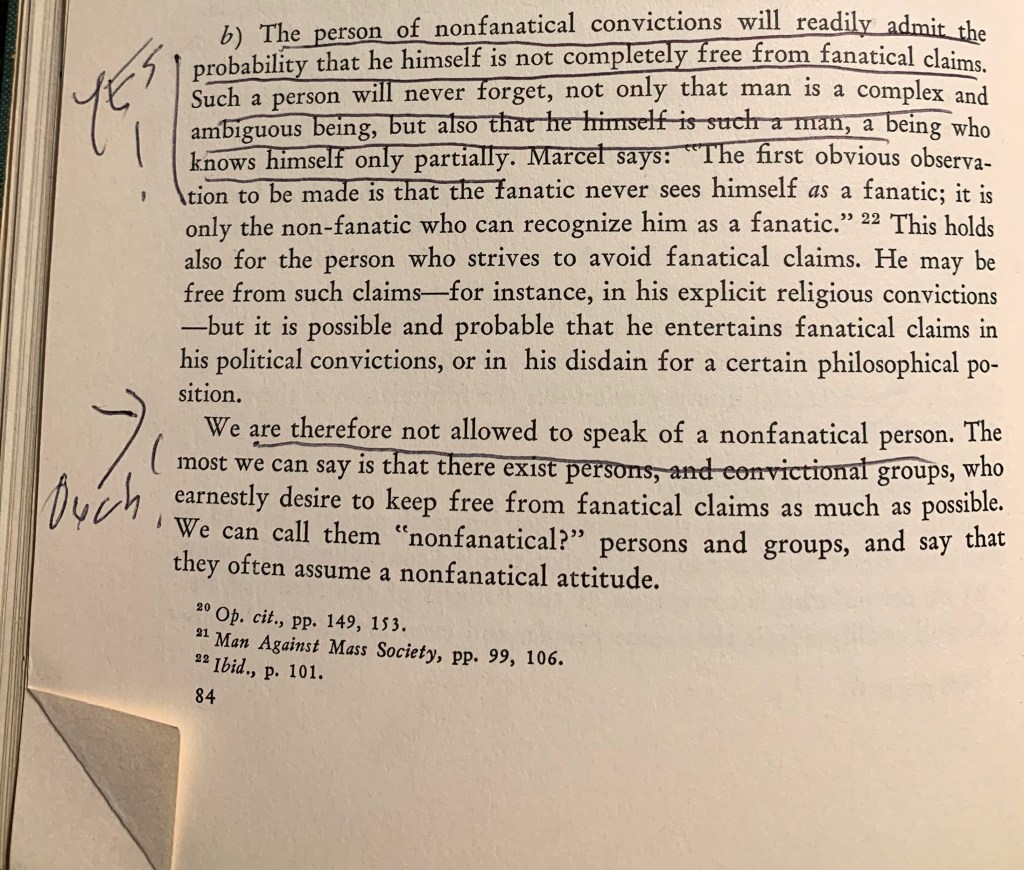 b) The person of nonfanatical convictions will readily admit the
probability that he himself is not completely free from fanatical claims.
Such a person will never forget, not only that man is a complex and
ambiguous being, but also that he himself is such a man, a being who
knows himself only partially. Marcel says: “The first obvious observa-
tion to be made is that the fanatic never sees himself as a fanatic; it is
only the non-fanatic who can recognize him as a fanatic.” 22 This holds
also for the person who strives to avoid fanatical claims. He may be
free from such claims—for instance, in his explicit religious convictions
—but it is possible and probable that he entertains fanatical claims in
his political convictions, or in his disdain for a certain philosophical po-
sition.
We are therefore not allowed to speak of a nonfanatical person. The
most we can say is that there exist persons, and convictional groups, who
earnestly desire to keep free from fanatical claims as much as possible.
We can call them “nonfanatical?” persons and groups, and say that
they often assume a nonfanatical attitude.
20 Op. cit., pp. 149, 153.
21 Man Against Mass Society, pp. 99, 106.
22 Ibid., p. 101.
84
YES!
Ouch!